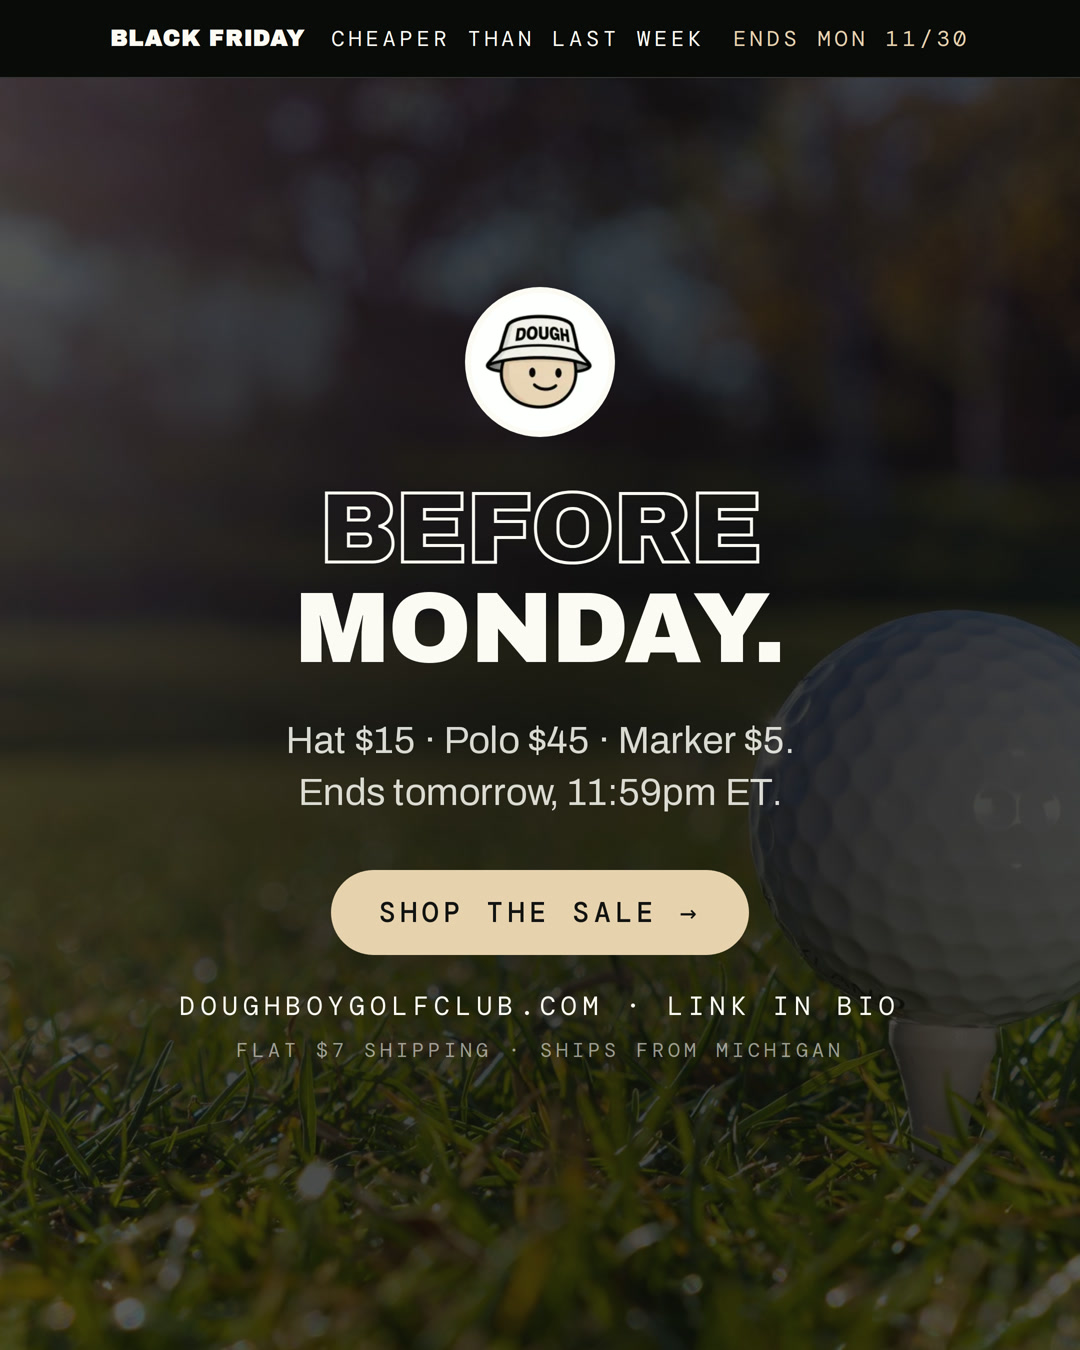 BLACK FRIDAY CHEAPER THAN LAST WEEK ENDS MON 11/30
DOUGH
BEFORE
MONDAY.
Hat $15 · Polo $45 · Marker $5.
Ends tomorrow, 11:59pm ET.
SHOP THE SALE →
DOUGHBOYGOLFCLUB.COM · LINK IN BIO
FLAT $7 SHIPPING · SHIPS FROM MICHIGAN